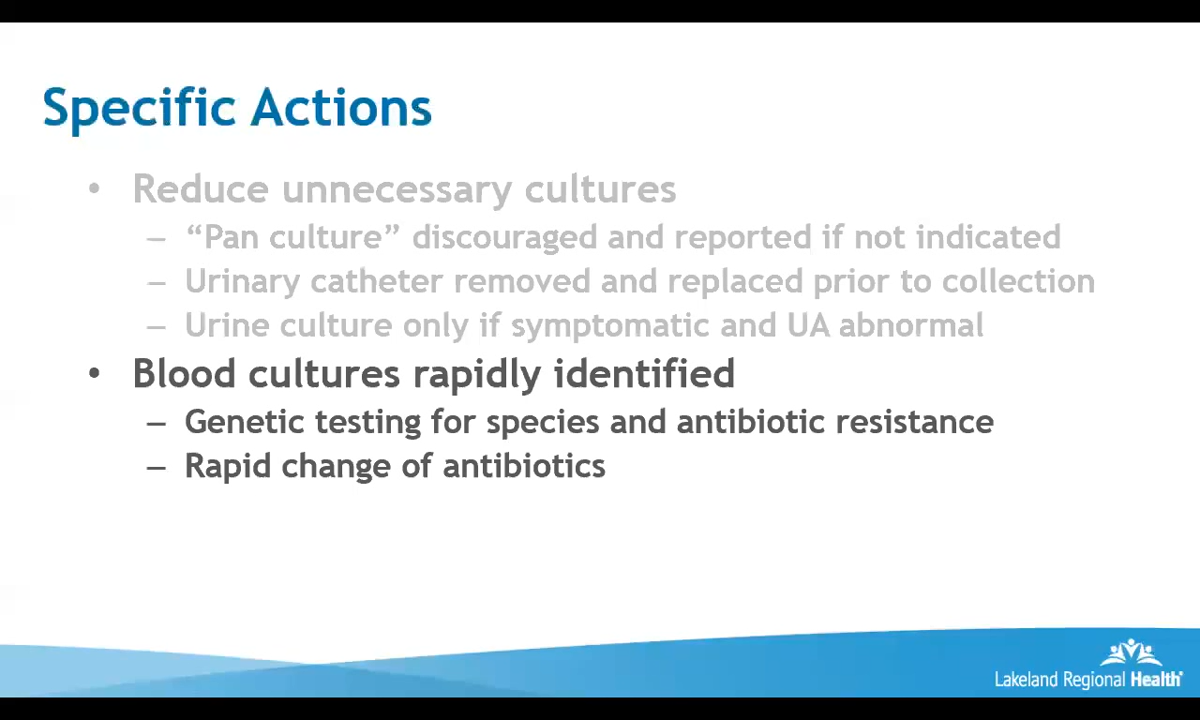 Specific Actions
• Reduce unnecessary cultures
– “Pan culture” discouraged and reported if not indicated
– Urinary catheter removed and replaced prior to collection
– Urine culture only if symptomatic and UA abnormal
• Blood cultures rapidly identified
– Genetic testing for species and antibiotic resistance
– Rapid change of antibiotics
Lakeland Regional Health